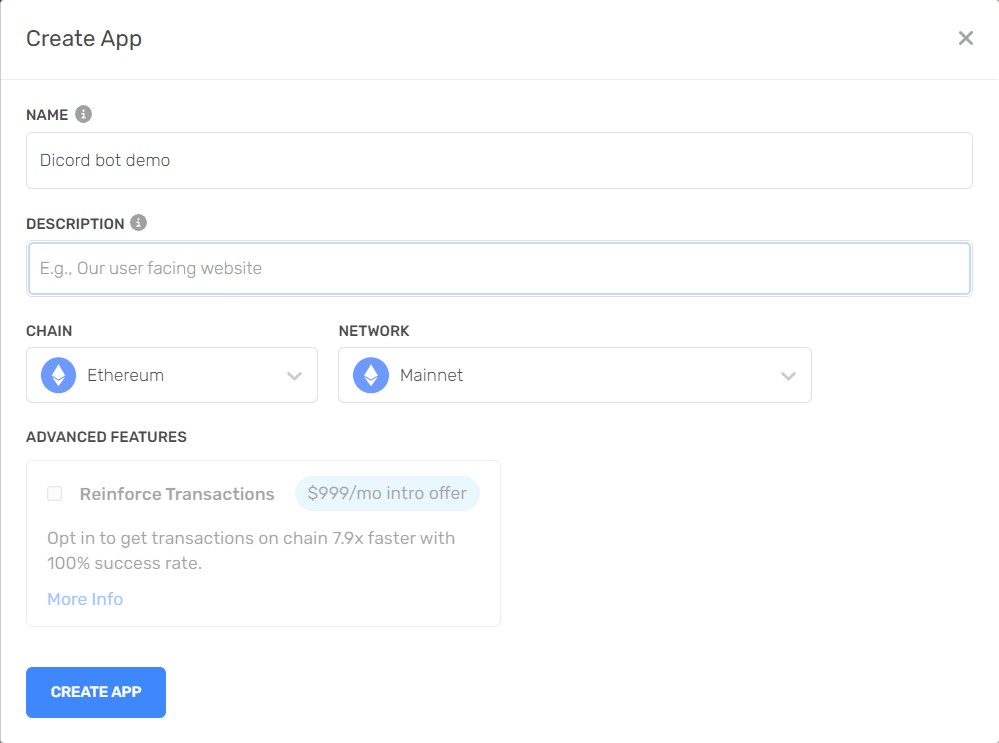 Create App
NAME
Dicord bot demo
DESCRIPTION
E.g., Our user facing website
CHAIN
NETWORK
Ethereum
Mainnet
ADVANCED FEATURES
Reinforce Transactions
$999/mo intro offer
Opt in to get transactions on chain 7.9x faster with
100% success rate.
More Info
CREATE APP